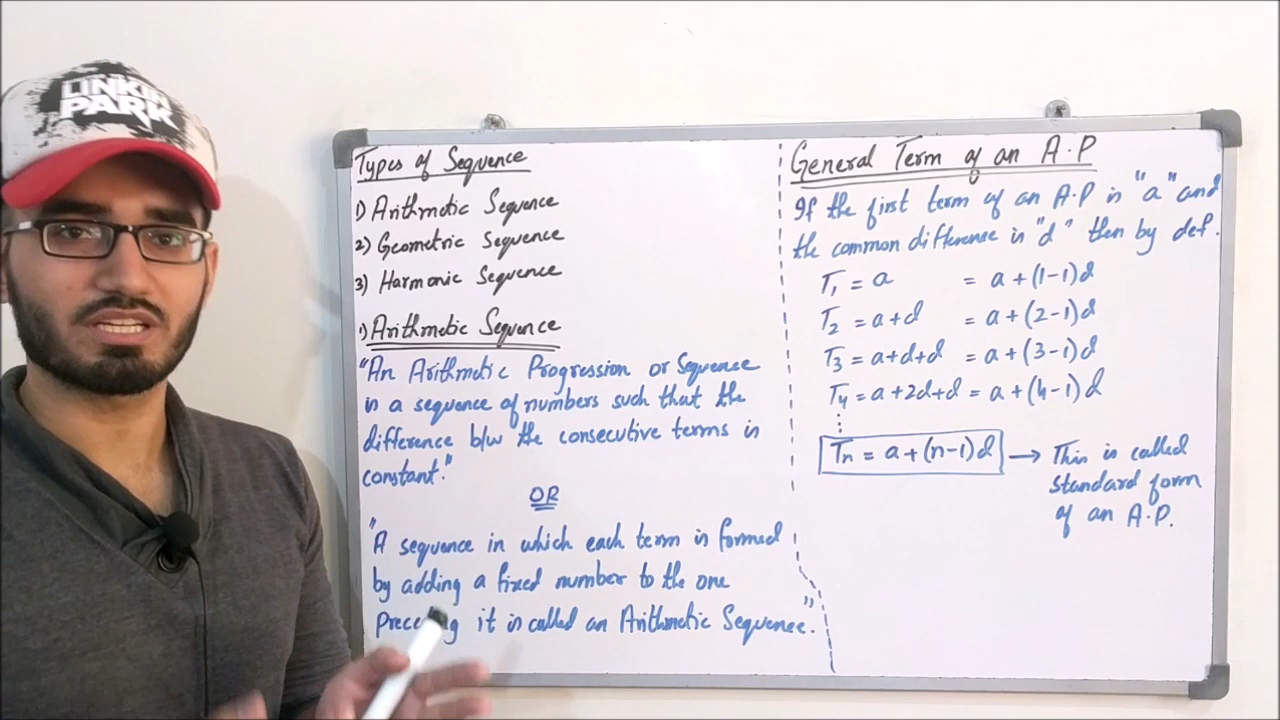 LINKIN
PARK
Types of Sequence
1) Arithmetic Sequence
2) Geometric Sequence
3) Harmonic Sequence
1) Arithmetic Sequence
"An Arithmetic Progression or Sequence
is a sequence of numbers such that the
difference b/w the consecutive terms is
constant."
OR
"A sequence in which each term is formed
by adding a fixed number to the one
it is called an Arithmetic Sequence."
General Term of an A.P
If the first term of an A.P is "a" and
the common difference is "d" then by def.
T₁ = a = a + (1-1)d
T₂ = a+d = a + (2-1)d
T₃ = a+d+d = a + (3-1)d
T₄ = a+2d+d = a + (4-1)d
⋮
Tn = a + (n-1)d → This is called
standard form
of an A.P.